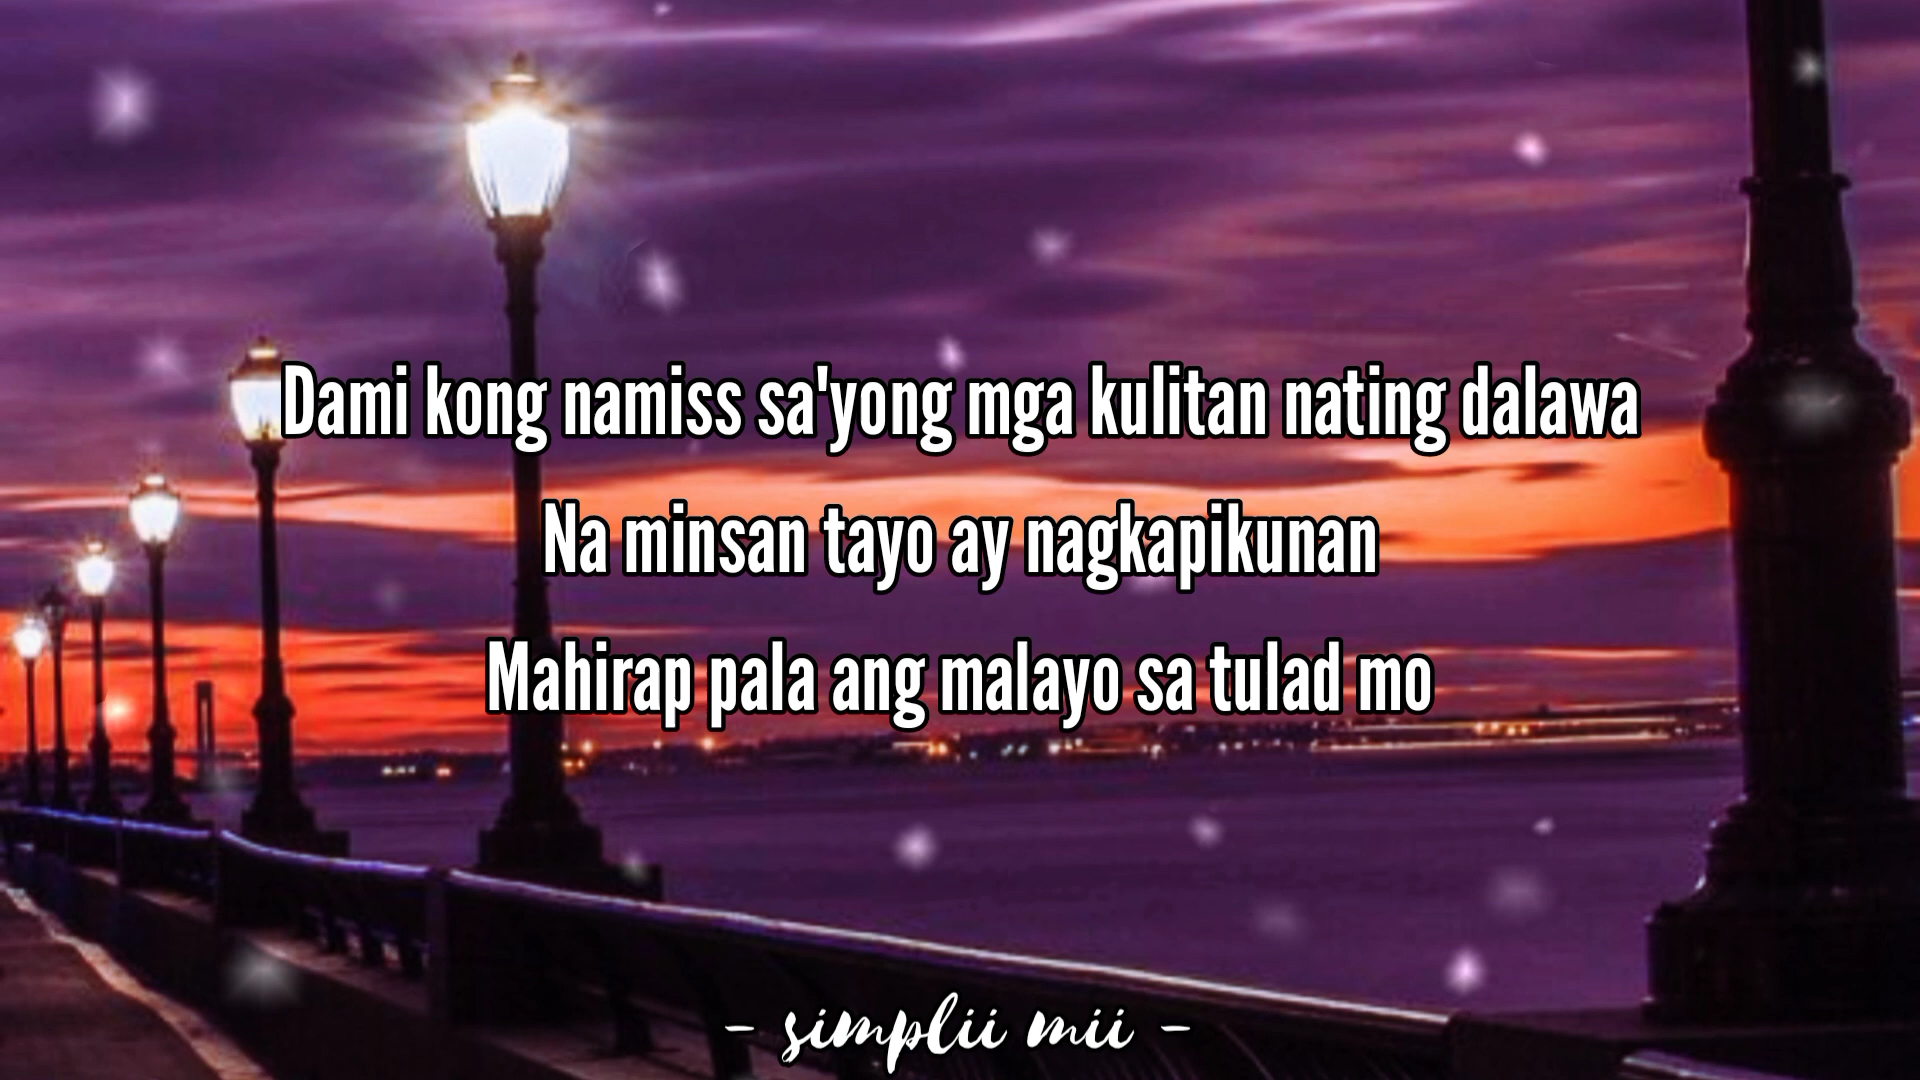 Dami kong namiss sa'yong mga kulitan nating dalawa
Na minsan tayo ay nagkapikunan
Mahirap pala ang malayo sa tulad mo
- simplii mii -